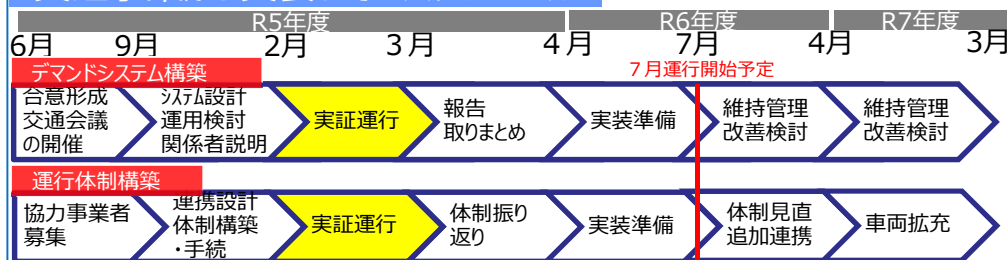 R5年度 R6年度 R7年度
6月 9月 2月 3月 4月 7月 4月 3月
デマンドシステム構築
7月運行開始予定
合意形成
交通会議
の開催
システム設計
運用検討
関係者説明
実証運行
報告
取りまとめ
実装準備
維持管理
改善検討
維持管理
改善検討
運行体制構築
協力事業者
募集
連携設計
体制構築
・手続
実証運行
体制振り
返り
実装準備
体制見直
追加連携
車両拡充